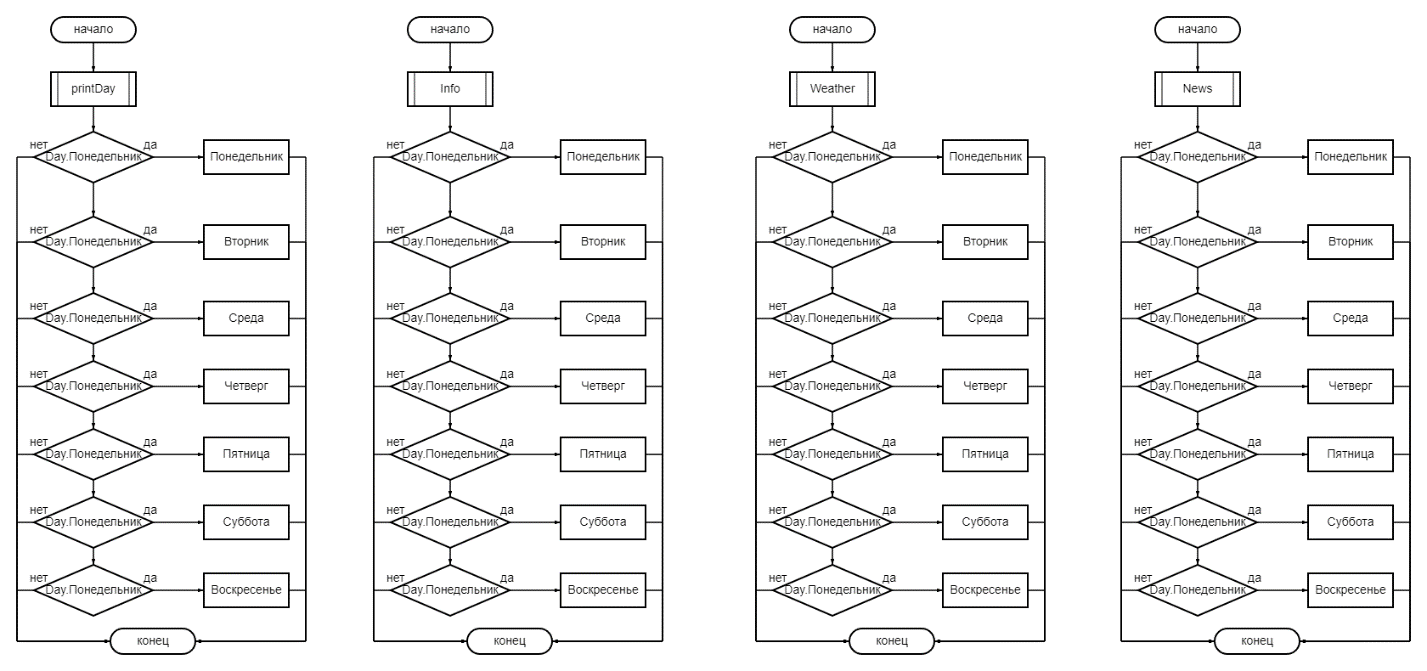 начало
printDay
нет
да
Day.Понедельник
Понедельник
нет
да
Day.Понедельник
Вторник
нет
да
Day.Понедельник
Среда
нет
да
Day.Понедельник
Четверг
нет
да
Day.Понедельник
Пятница
нет
да
Day.Понедельник
Суббота
нет
да
Day.Понедельник
Воскресенье
конец
начало
Info
нет
да
Day.Понедельник
Понедельник
нет
да
Day.Понедельник
Вторник
нет
да
Day.Понедельник
Среда
нет
да
Day.Понедельник
Четверг
нет
да
Day.Понедельник
Пятница
нет
да
Day.Понедельник
Суббота
нет
да
Day.Понедельник
Воскресенье
конец
начало
Weather
нет
да
Day.Понедельник
Понедельник
нет
да
Day.Понедельник
Вторник
нет
да
Day.Понедельник
Среда
нет
да
Day.Понедельник
Четверг
нет
да
Day.Понедельник
Пятница
нет
да
Day.Понедельник
Суббота
нет
да
Day.Понедельник
Воскресенье
конец
начало
News
нет
да
Day.Понедельник
Понедельник
нет
да
Day.Понедельник
Вторник
нет
да
Day.Понедельник
Среда
нет
да
Day.Понедельник
Четверг
нет
да
Day.Понедельник
Пятница
нет
да
Day.Понедельник
Суббота
нет
да
Day.Понедельник
Воскресенье
конец